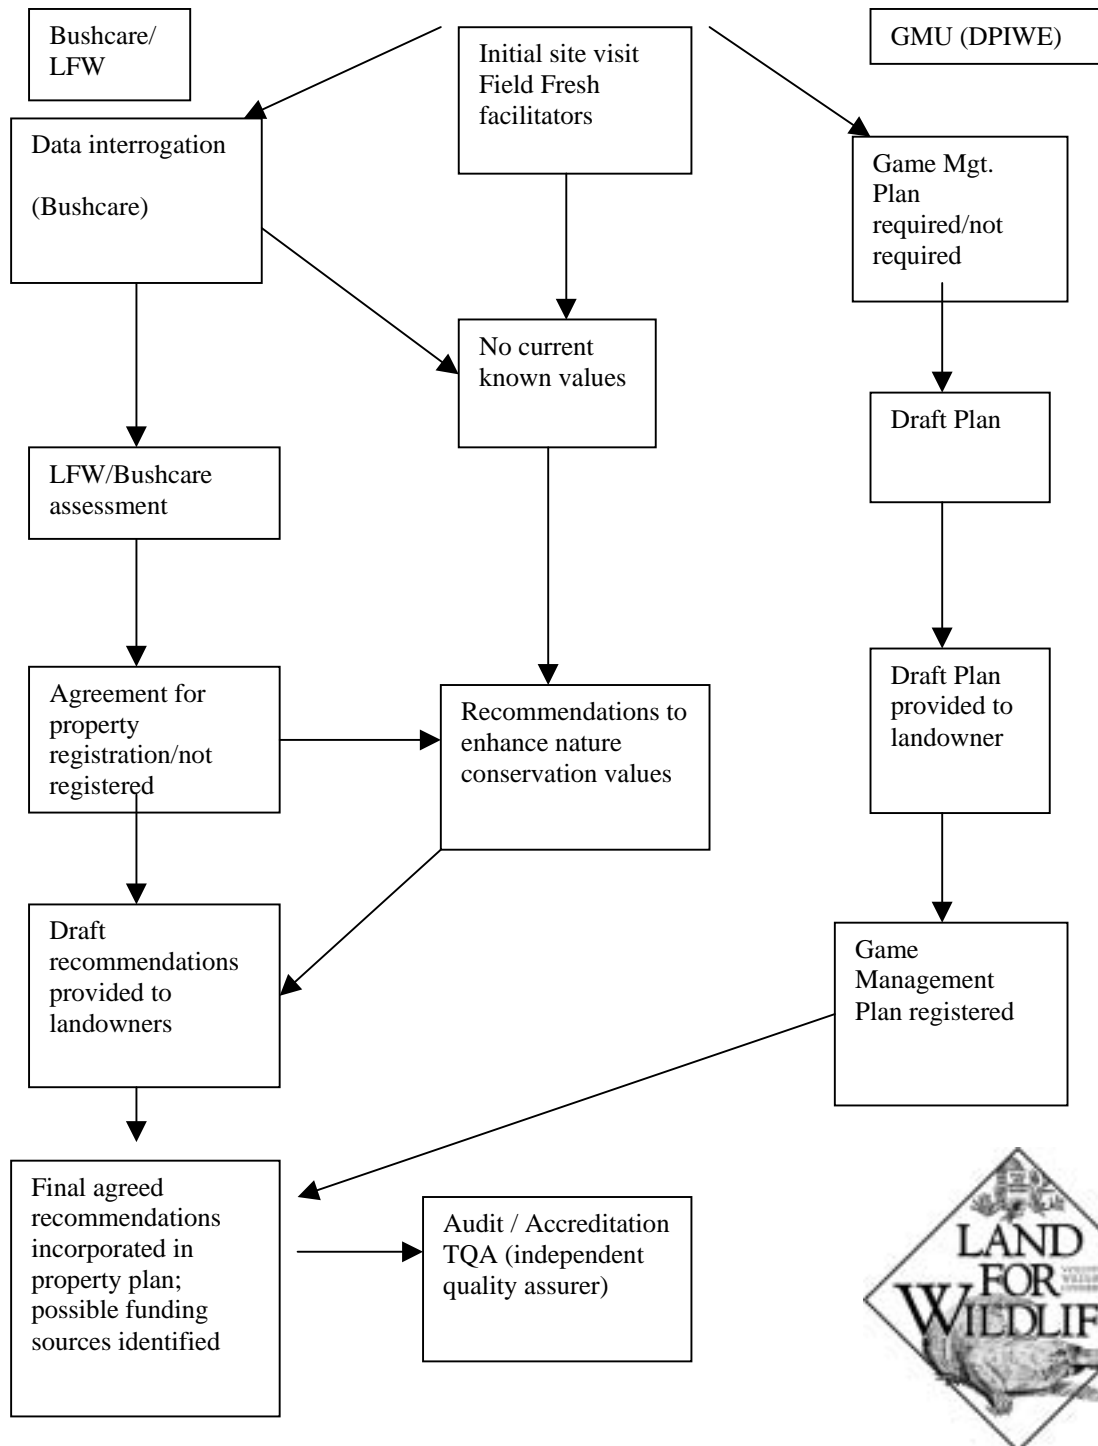 Bushcare/
LFW
Initial site visit
Field Fresh
facilitators
GMU (DPIWE)
Data interrogation
(Bushcare)
Game Mgt.
Plan
required/not
required
No current
known values
Draft Plan
LFW/Bushcare
assessment
Agreement for
property
registration/not
registered
Recommendations to
enhance nature
conservation values
Draft Plan
provided to
landowner
Draft
recommendations
provided to
landowners
Game
Management
Plan registered
Final agreed
recommendations
incorporated in
property plan;
possible funding
sources identified
Audit / Accreditation
TQA (independent
quality assurer)
LAND
FOR
WILDLIF